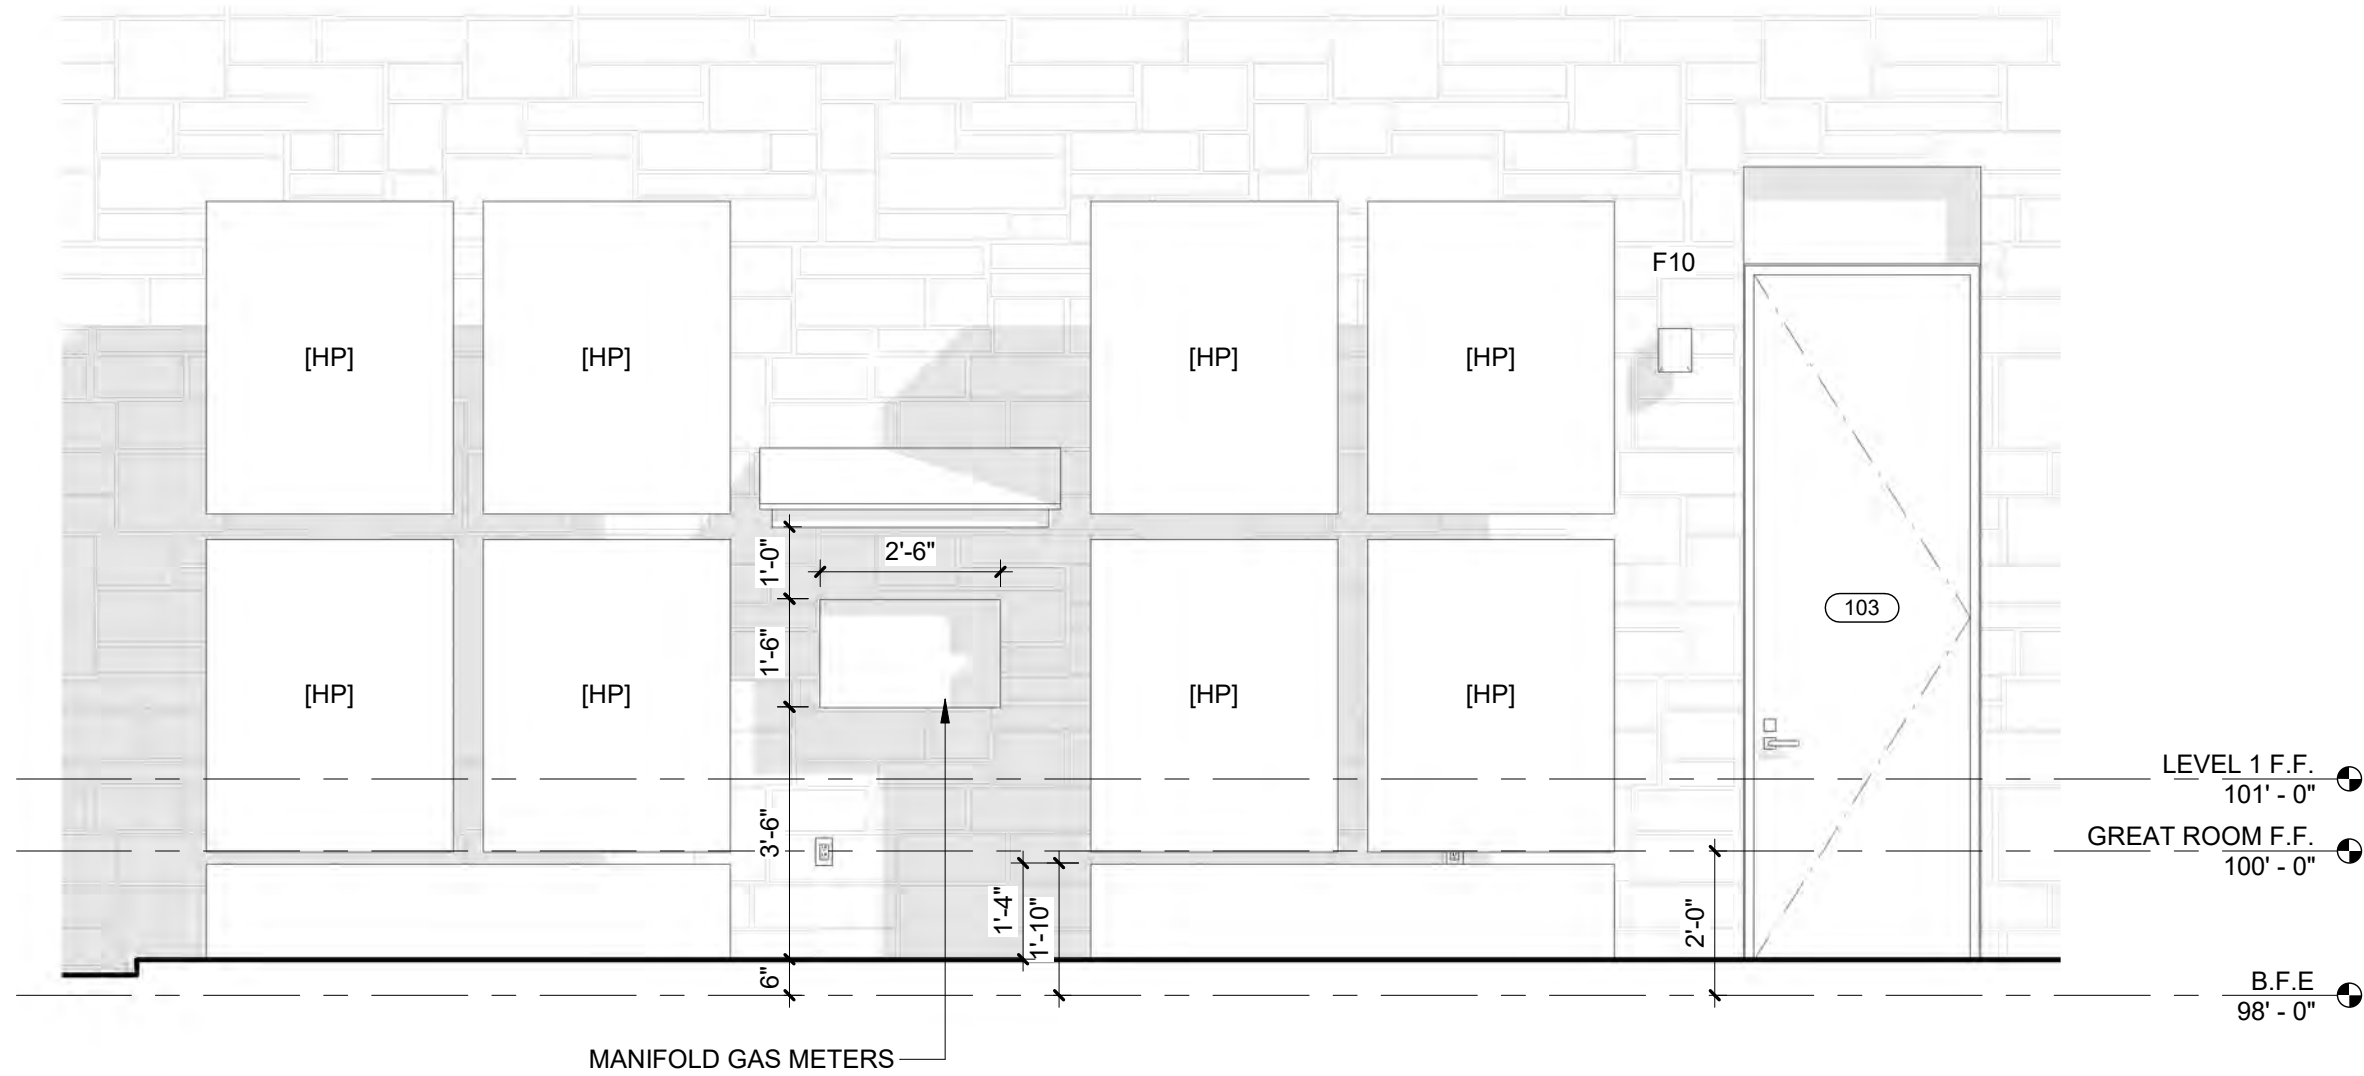 F10
[HP]
[HP]
[HP]
[HP]
1'-0"
2'-6"
1'-6"
103
[HP]
[HP]
[HP]
[HP]
LEVEL 1 F.F.
101' - 0"
3'-6"
GREAT ROOM F.F.
100' - 0"
1'-4"
1'-10"
2'-0"
6"
B.F.E
98' - 0"
MANIFOLD GAS METERS